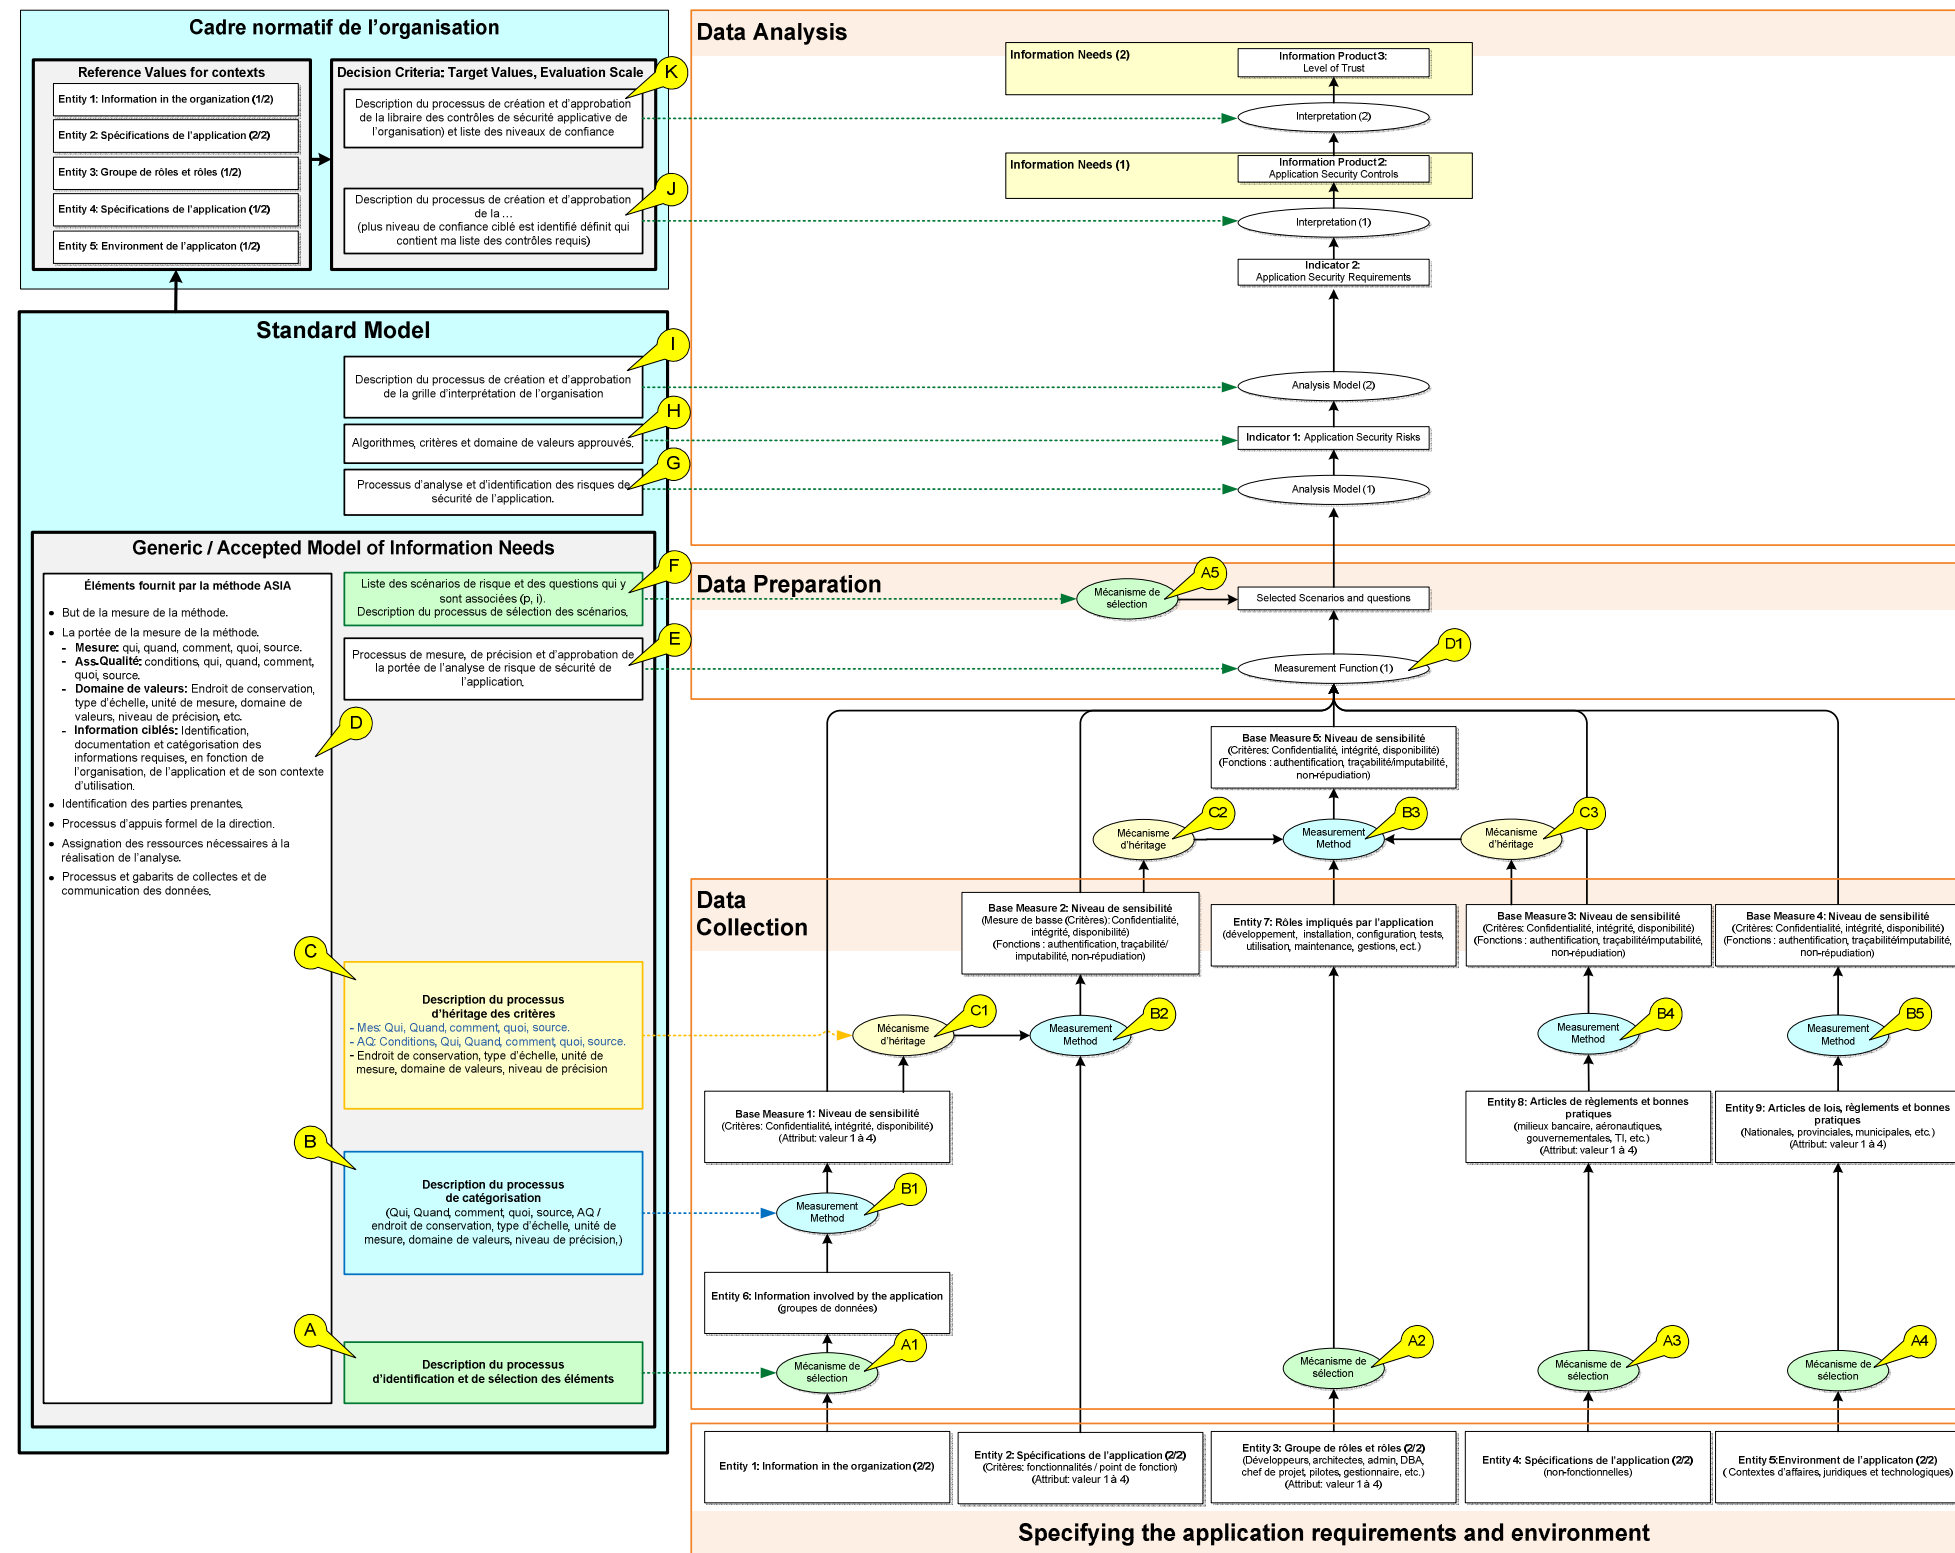 Cadre normatif de l'organisation
Reference Values for contexts
Entity 1: Information in the organization (1/2)
Entity 2: Spécifications de l'application (2/2)
Entity 3: Groupe de rôles et rôles (1/2)
Entity 4: Spécifications de l'application (1/2)
Entity 5: Environment de l'applicaton (1/2)
Decision Criteria: Target Values, Evaluation Scale
K
Description du processus de création et d'approbation
de la libraire des contrôles de sécurité applicative de
l'organisation) et liste des niveaux de confiance
J
Description du processus de création et d'approbation
de la ...
(plus niveau de confiance ciblé est identifié définit qui
contient ma liste des contrôles requis)
Standard Model
I
Description du processus de création et d'approbation
de la grille d'interprétation de l'organisation
H
Algorithmes, critères et domaine de valeurs approuvés.
G
Processus d'analyse et d'identification des risques de
sécurité de l'application.
Generic / Accepted Model of Information Needs
Éléments fournit par la méthode ASIA
• But de la mesure de la méthode.
• La portée de la mesure de la méthode.
- Mesure: qui, quand, comment, quoi, source.
- Ass-Qualité: conditions, qui, quand, comment,
quoi, source.
- Domaine de valeurs: Endroit de conservation,
type d'échelle, unité de mesure, domaine de
valeurs, niveau de précision, etc.
- Information ciblés: Identification,
documentation et catégorisation des
informations requises, en fonction de
l'organisation, de l'application et de son contexte
d'utilisation.
• Identification des parties prenantes.
• Processus d'appuis formel de la direction.
• Assignation des ressources nécessaires à la
réalisation de l'analyse.
• Processus et gabarits de collectes et de
communication des données.
D
F
Liste des scénarios de risque et des questions qui y
sont associées (p, i).
Description du processus de sélection des scénarios.
E
Processus de mesure, de précision et d'approbation de
la portée de l'analyse de risque de sécurité de
l'application.
C
Description du processus
d'héritage des critères
- Mes: Qui, Quand, comment, quoi, source.
- AQ: Conditions, Qui, Quand, comment, quoi, source.
- Endroit de conservation, type d'échelle, unité de
mesure, domaine de valeurs, niveau de précision
B
Description du processus
de catégorisation
(Qui, Quand, comment, quoi, source, AQ /
endroit de conservation, type d'échelle, unité de
mesure, domaine de valeurs, niveau de précision,)
A
Description du processus
d'identification et de sélection des éléments
Data Analysis
Information Needs (2)
Information Product 3:
Level of Trust
Interpretation (2)
Information Needs (1)
Information Product 2:
Application Security Controls
Interpretation (1)
Indicator 2:
Application Security Requirements
Analysis Model (2)
Indicator 1: Application Security Risks
Analysis Model (1)
Data Preparation
A5
Mécanisme de
sélection
Selected Scenarios and questions
D1
Measurement Function (1)
Base Measure 5: Niveau de sensibilité
(Critères: Confidentialité, intégrité, disponibilité)
(Fonctions : authentification, traçabilité/imputabilité,
non-répudiation)
C2
Mécanisme
d'héritage
B3
Measurement
Method
C3
Mécanisme
d'héritage
Data
Collection
Base Measure 2: Niveau de sensibilité
(Mesure de basse (Critères): Confidentialité,
intégrité, disponibilité)
(Fonctions : authentification, traçabilité/
imputabilité, non-répudiation)
Entity 7: Rôles impliqués par l'application
(développement, installation, configuration, tests,
utilisation, maintenance, gestions, ect.)
Base Measure 3: Niveau de sensibilité
(Critères: Confidentialité, intégrité, disponibilité)
(Fonctions : authentification, traçabilité/imputabilité,
non-répudiation)
Base Measure 4: Niveau de sensibilité
(Critères: Confidentialité, intégrité, disponibilité)
(Fonctions : authentification, traçabilité/imputabilité,
non-répudiation)
C1
Mécanisme
d'héritage
B2
Measurement
Method
B4
Measurement
Method
B5
Measurement
Method
Base Measure 1: Niveau de sensibilité
(Critères: Confidentialité, intégrité, disponibilité)
(Attribut: valeur 1 à 4)
Entity 8: Articles de règlements et bonnes
pratiques
(milieux bancaire, aéronautiques,
gouvernementales, TI, etc.)
(Attribut: valeur 1 à 4)
Entity 9: Articles de lois, règlements et bonnes
pratiques
(Nationales, provinciales, municipales, etc.)
(Attribut: valeur 1 à 4)
B1
Measurement
Method
Entity 6: Information involved by the application
(groupes de données)
A1
Mécanisme de
sélection
A2
Mécanisme de
sélection
A3
Mécanisme de
sélection
A4
Mécanisme de
sélection
Entity 1: Information in the organization (2/2)
Entity 2: Spécifications de l'application (2/2)
(Critères: fonctionnalités / point de fonction)
(Attribut: valeur 1 à 4)
Entity 3: Groupe de rôles et rôles (2/2)
(Développeurs, architectes, admin, DBA,
chef de projet, pilotes, gestionnaire, etc.)
(Attribut: valeur 1 à 4)
Entity 4: Spécifications de l'application (2/2)
(non-fonctionnelles)
Entity 5:Environment de l'applicaton (2/2)
( Contextes d'affaires, juridiques et technologiques)
Specifying the application requirements and environment